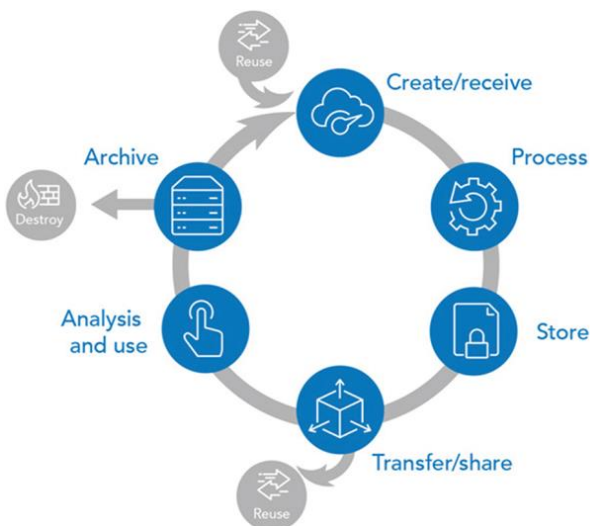 Reuse
Create/receive
Archive
Process
Destroy
Analysis
and use
Store
Transfer/share
Reuse